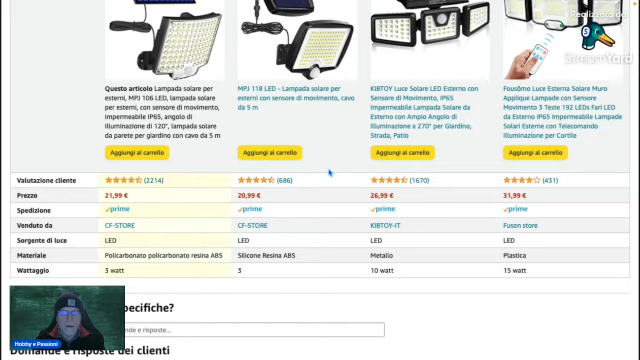 Realizzato da
StreamYard
Questo articolo Lampada solare per
esterni, MPJ 106 LED, lampada solare
per esterni con sensore di movimento,
impermeabile IP65, angolo di
illuminazione di 120°, lampada solare
da parete per giardino con cavo da 5 m
MPJ 118 LED - Lampada solare per
esterni con sensore di movimento, cavo
da 5 m
KIBTOY Luce Solare LED Esterno con
Sensore di Movimento, IP65
Impermeabile Lampada Solare da
Esterno con Ampio Angolo di
Illuminazione a 270° per Giardino,
Strada, Patio
Fousômu Luce Esterna Solare Muro
Applique Lampade con Sensore
Movimento 3 Teste 192 LEDs Fari LED
da Esterno IP65 Impermeabile Lampade
Solari Esterne con Telecomando
Illuminazione per Cortile
Aggiungi al carrello
Aggiungi al carrello
Aggiungi al carrello
Aggiungi al carrello
Valutazione cliente (2214) (686) (1670) (431)
Prezzo 21,99 € 20,99 € 26,99 € 31,99 €
Spedizione prime prime prime prime
Venduto da CF-STORE CF-STORE KIBTOY-IT Fuson store
Sorgente di luce LED LED LED LED
Materiale Policarbonato policarbonato resina ABS Silicone Resina ABS Metallo Plastica
Wattaggio 3 watt 3 10 watt 15 watt
specifiche?
e risposte...
Domande e risposte dei clienti
Hobby e Passioni